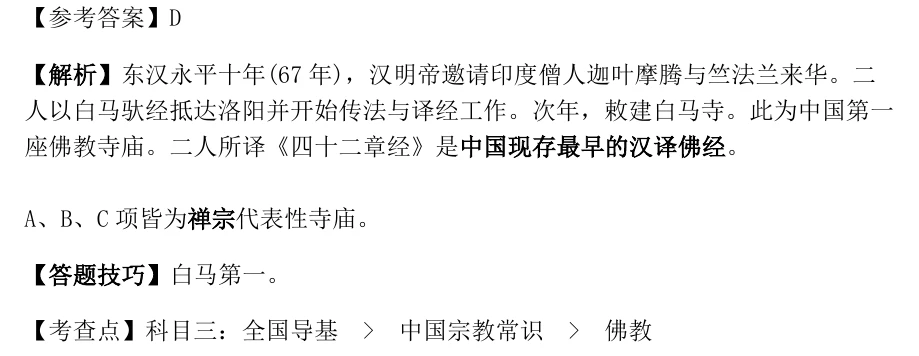 【参考答案】D
【解析】东汉永平十年(67 年)，汉明帝邀请印度僧人迦叶摩腾与竺法兰来华。二
人以白马驮经抵达洛阳并开始传法与译经工作。次年，敕建白马寺。此为中国第一
座佛教寺庙。二人所译《四十二章经》是中国现存最早的汉译佛经。
A、B、C 项皆为禅宗代表性寺庙。
【答题技巧】白马第一。
【考查点】科目三：全国导基 > 中国宗教常识 > 佛教